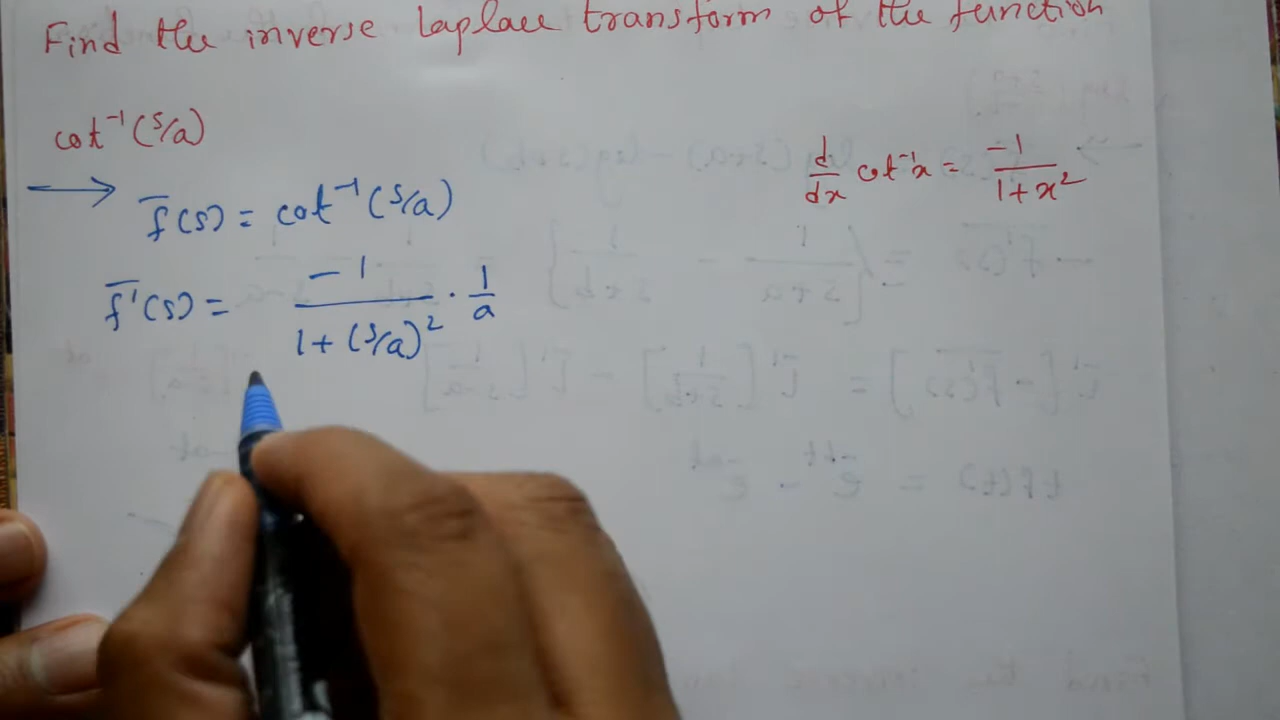 Find the inverse Laplace transform of the function
cot⁻¹(s/a)
d/dx cot⁻¹x = -1/(1+x²)
→ f̄(s) = cot⁻¹(s/a)
f̄'(s) = -1/(1+(s/a)²) · 1/a